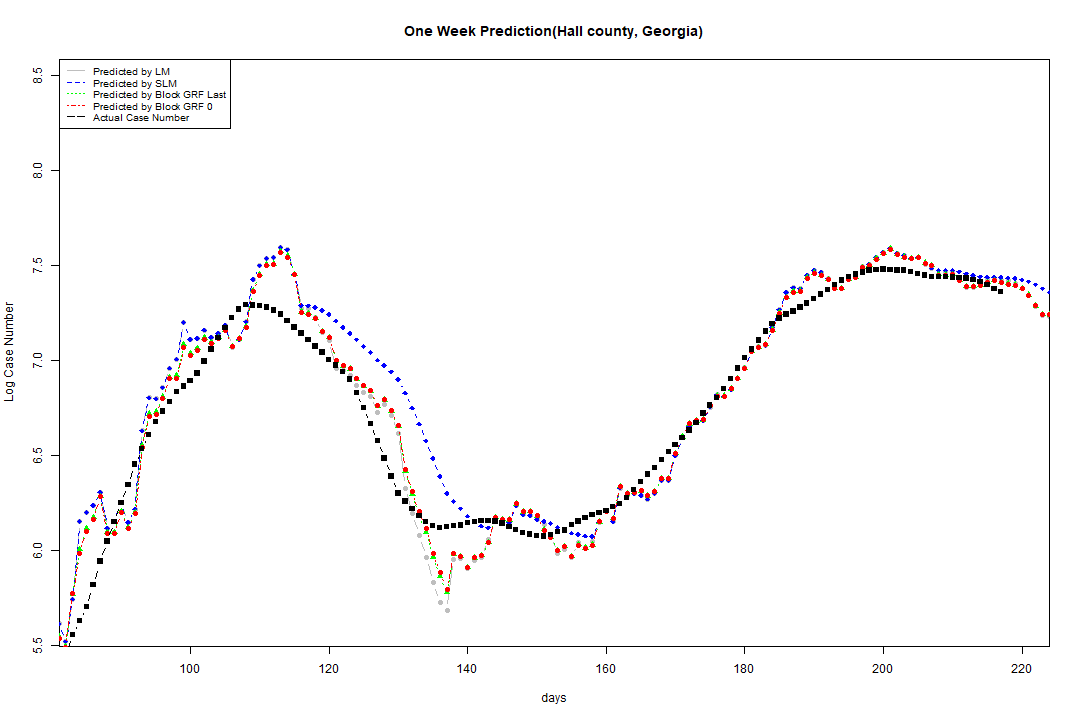 One Week Prediction(Hall county, Georgia)
Predicted by LM
Predicted by SLM
Predicted by Block GRF Last
Predicted by Block GRF 0
Actual Case Number
8.5
8.0
7.5
7.0
6.5
6.0
5.5
Log Case Number
100 120 140 160 180 200 220
days